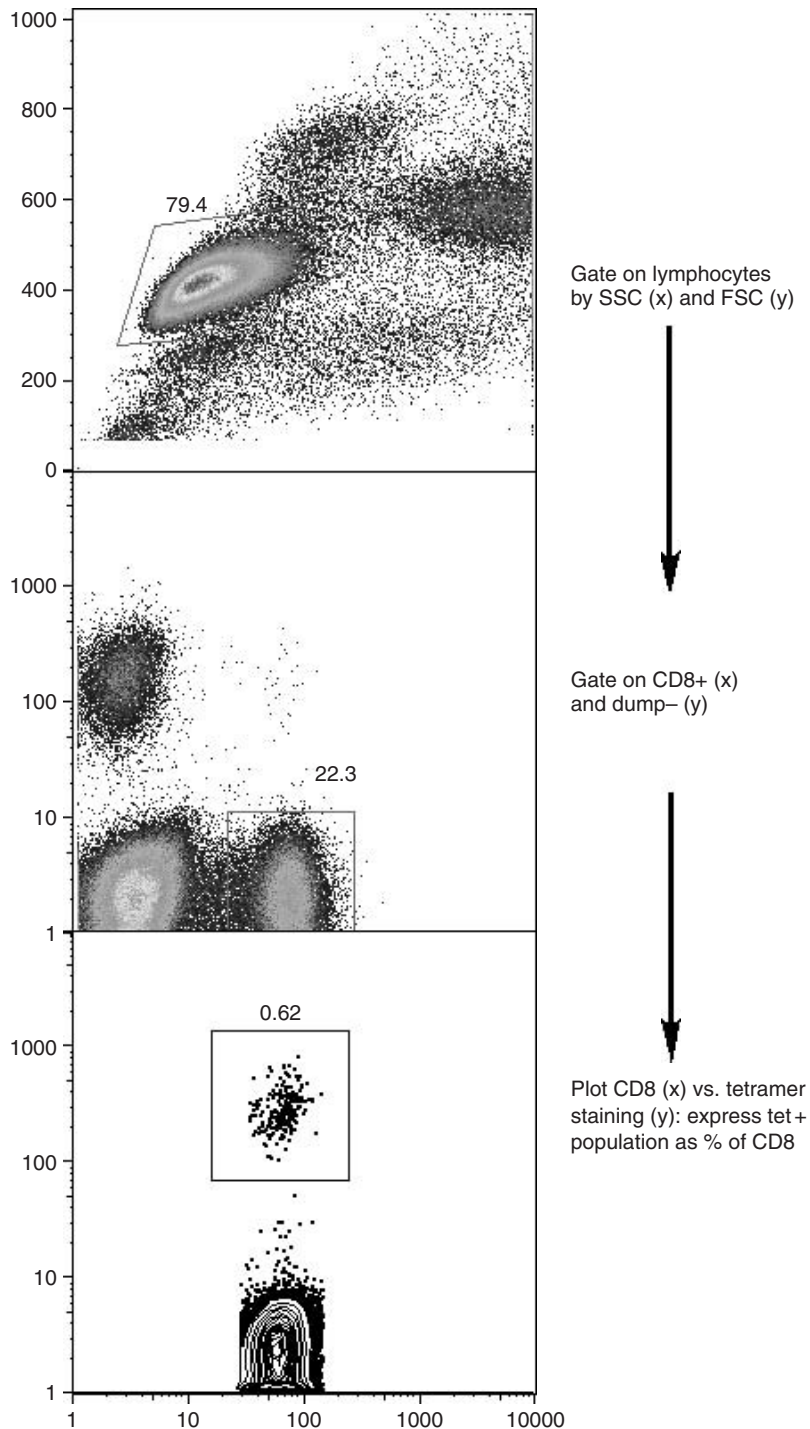 1000
800
600
400
200
0
79.4
Gate on lymphocytes
by SSC (x) and FSC (y)
1000
100
10
1
22.3
Gate on CD8+ (x)
and dump– (y)
1000
100
10
1
0.62
Plot CD8 (x) vs. tetramer
staining (y): express tet+
population as % of CD8
1 10 100 1000 10000